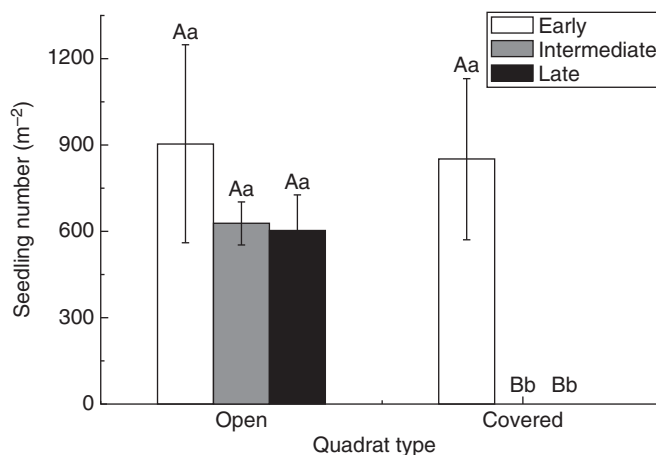 Early
Intermediate
Late
Aa
Aa
Aa
Aa
Bb Bb
1200
900
600
300
0
Seedling number (m⁻²)
Open Covered
Quadrat type